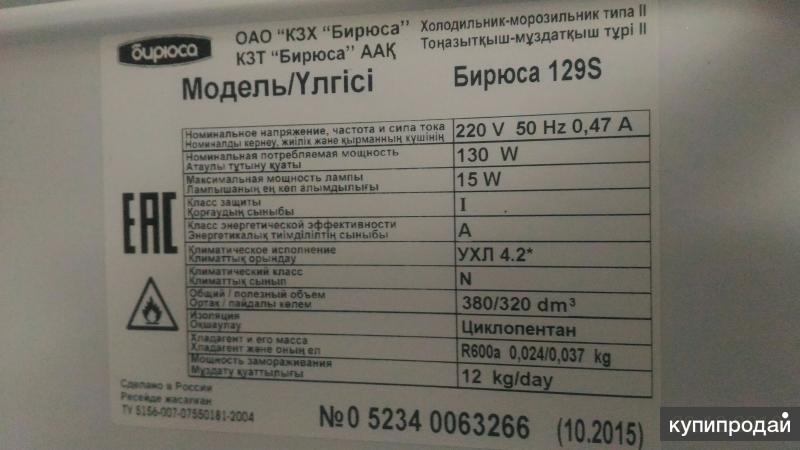 бирюса
ОАО "КЗХ "Бирюса"
КЗТ "Бирюса" ААҚ
Холодильник-морозильник типа II
Тоңазытқыш-мұздатқыш түрі II
Модель/Үлгісі Бирюса 129S
Номинальное напряжение, частота и сила тока
Номиналды кернеу, жиілік және қырманның күшінің
220 V 50 Hz 0,47 A
Номинальная потребляемая мощность
Атаулы тұтыну қуаты
130 W
Максимальная мощность лампы
Лампышаның ең көп алымдылығы
15 W
Класс защиты
Қорғаудың сыныбы
I
Класс энергетической эффективности
Энергетикалық тиімділіптің сыныбы
A
Климатическое исполнение
Климаттық орындау
УХЛ 4.2*
Климатический класс
Климаттық сынып
N
Общий / полезный объем
Ортақ / пайдалы көлем
380/320 dm³
Изоляция
Оқшаулау
Циклопентан
Хладагент и его масса
Хладагент және оның ел
R600a 0,024/0,037 kg
Мощность замораживания
Мұздату қуаттылығы
12 kg/day
EAC
Сделано в России
Ресейде жасалған
ТУ 5156-007-07550181-2004
№0 5234 0063266 (10.2015)
купипродай